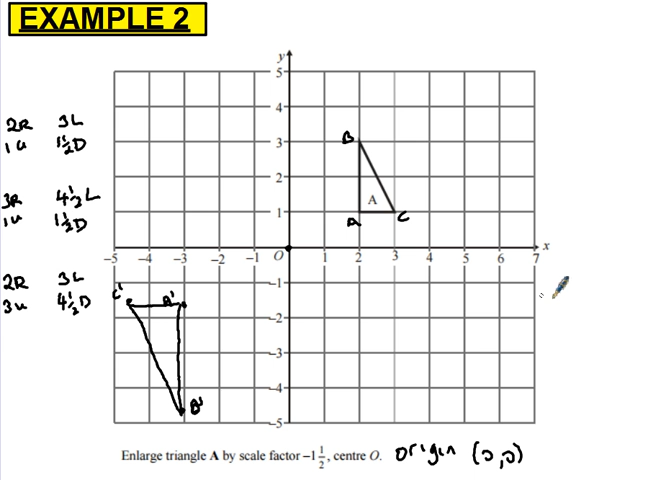 EXAMPLE 2
y
5
4
3
2
1
-1
-2
-3
-4
-5
-5 -4 -3 -2 -1 O 1 2 3 4 5 6 7 x
B
A
A C
2R 3L
1U 1½D
3R 4½L
1U 1½D
2R 3L
3U 4½D
C' A'
B'
Enlarge triangle A by scale factor -1½, centre O. origin (0,0)